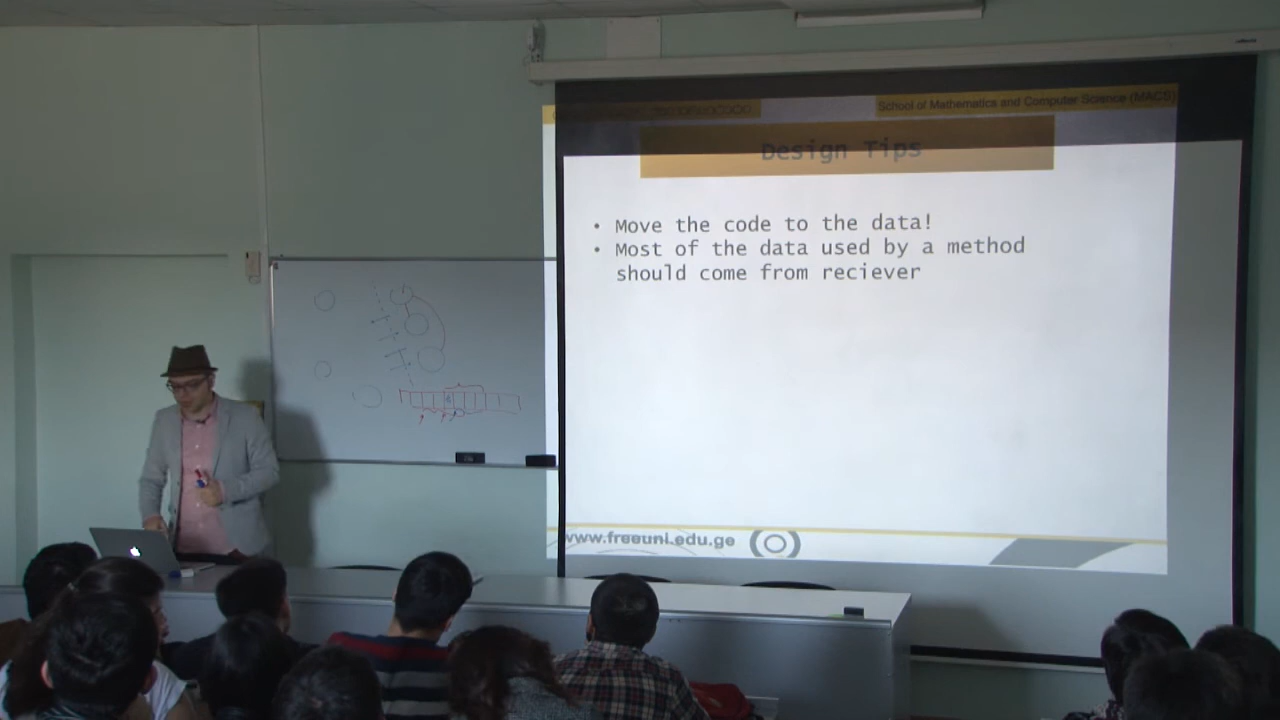 School of Mathematics and Computer Science (MACS)
Design Tips
• Move the code to the data!
• Most of the data used by a method
should come from reciever
www.freeuni.edu.ge